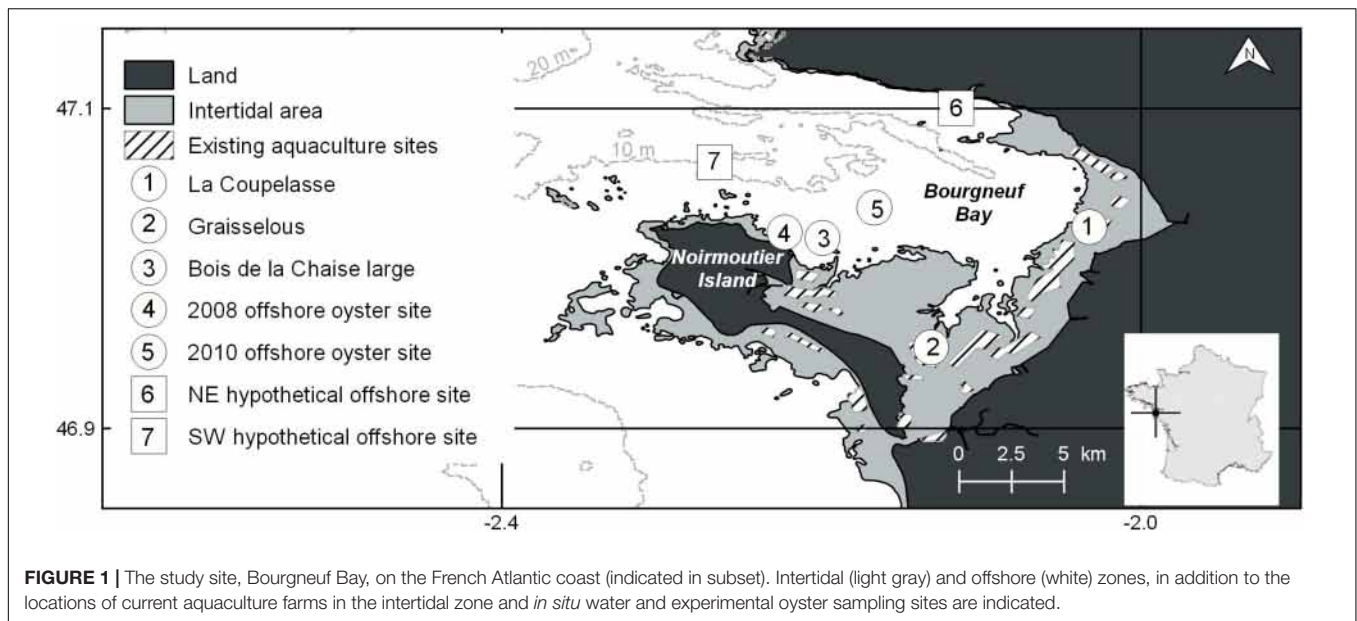 Land
Intertidal area
Existing aquaculture sites
1 La Coupelasse
2 Graisselous
3 Bois de la Chaise large
4 2008 offshore oyster site
5 2010 offshore oyster site
6 NE hypothetical offshore site
7 SW hypothetical offshore site
47.1
46.9
-2.4
-2.0
20 m
10 m
N
6
7
Bourgneuf
Bay
5
1
4
3
Noirmoutier
Island
2
0 2.5 5 km
FIGURE 1 | The study site, Bourgneuf Bay, on the French Atlantic coast (indicated in subset). Intertidal (light gray) and offshore (white) zones, in addition to the
locations of current aquaculture farms in the intertidal zone and in situ water and experimental oyster sampling sites are indicated.